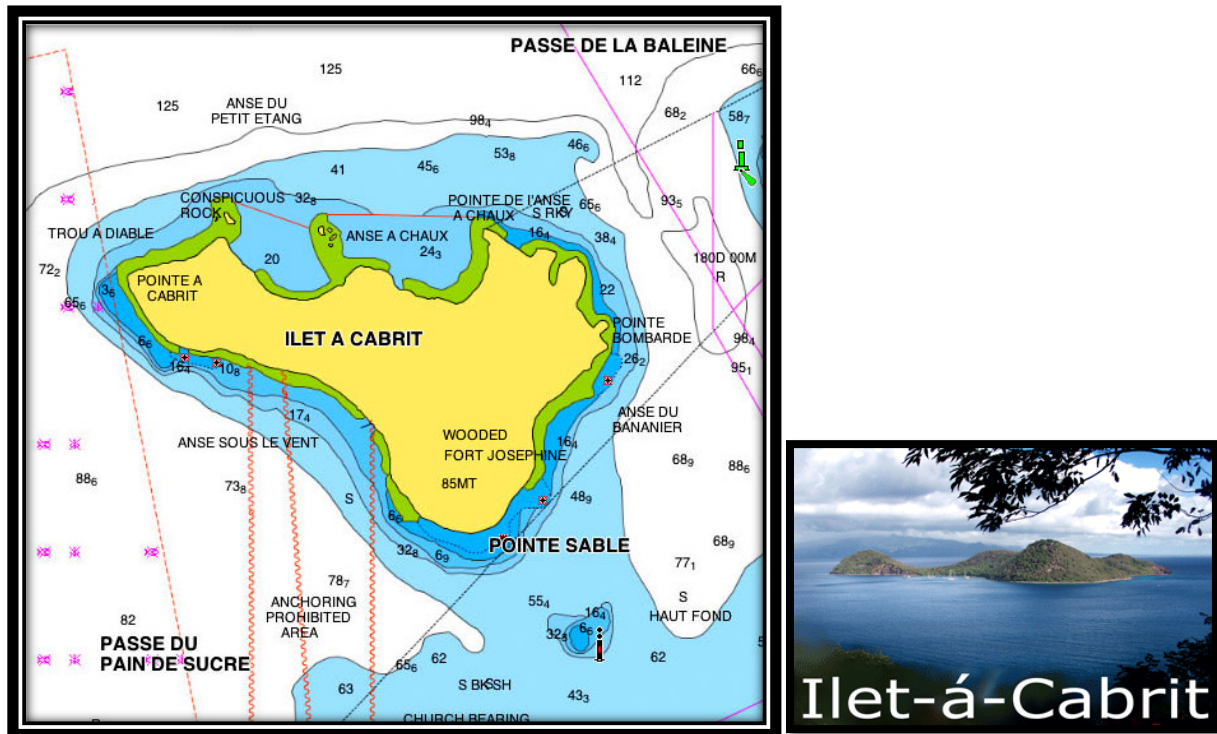 PASSE DE LA BALEINE
125
112
66₆
125
ANSE DU
PETIT ETANG
98₄
68₂
58₇
53₈
46₆
41
45₆
CONSPICUOUS
ROCK
32₈
POINTE DE l'ANSE
A CHAUX
S RKY
65₆
93₅
TROU A DIABLE
ANSE A CHAUX
16₄
38₄
24₃
20
180D 00M
R
72₂
POINTE A
CABRIT
3₆
22
65₆
ILET A CABRIT
POINTE
BOMBARDE
98₄
6₆
26₂
95₁
16₄
10₈
17₄
ANSE DU
BANANIER
ANSE SOUS LE VENT
WOODED
FORT JOSEPHINE
16₄
68₉
88₆
88₆
73₈
85MT
S
48₉
6₆
POINTE SABLE
68₉
32₈
6₉
77₁
78₇
S
ANCHORING
PROHIBITED
AREA
55₄
16₄
HAUT FOND
82
6₆
32₈
PASSE DU
PAIN DE SUCRE
65₆
62
62
63
S BKSSH
43₃
CHURCH BEARING
Ilet-á-Cabrit